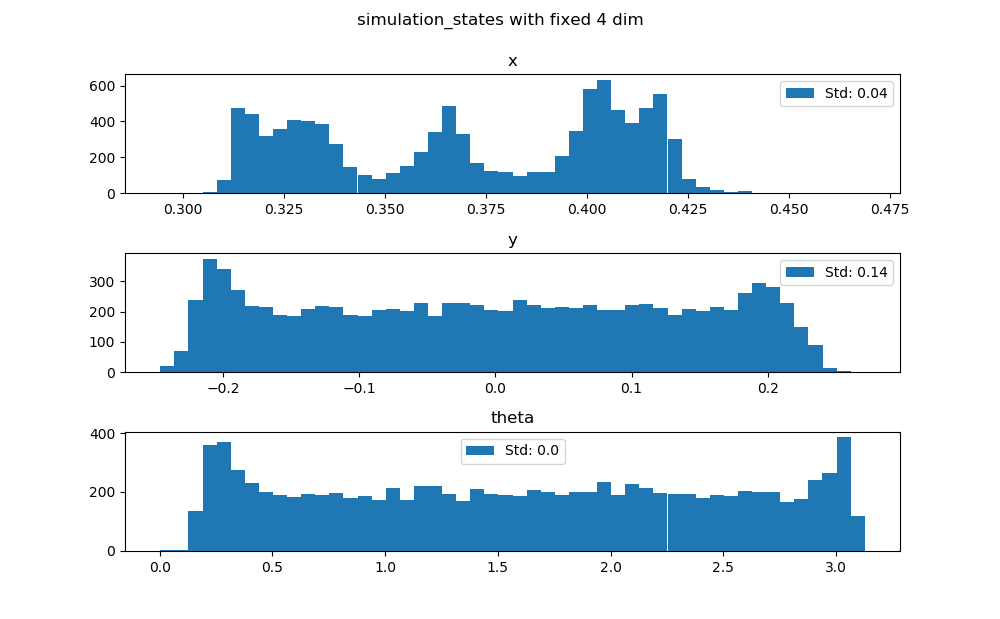 simulation_states with fixed 4 dim
x
600
400
200
0
Std: 0.04
0.300 0.325 0.350 0.375 0.400 0.425 0.450 0.475
y
300
200
100
0
Std: 0.14
−0.2 −0.1 0.0 0.1 0.2
theta
400
200
0
Std: 0.0
0.0 0.5 1.0 1.5 2.0 2.5 3.0